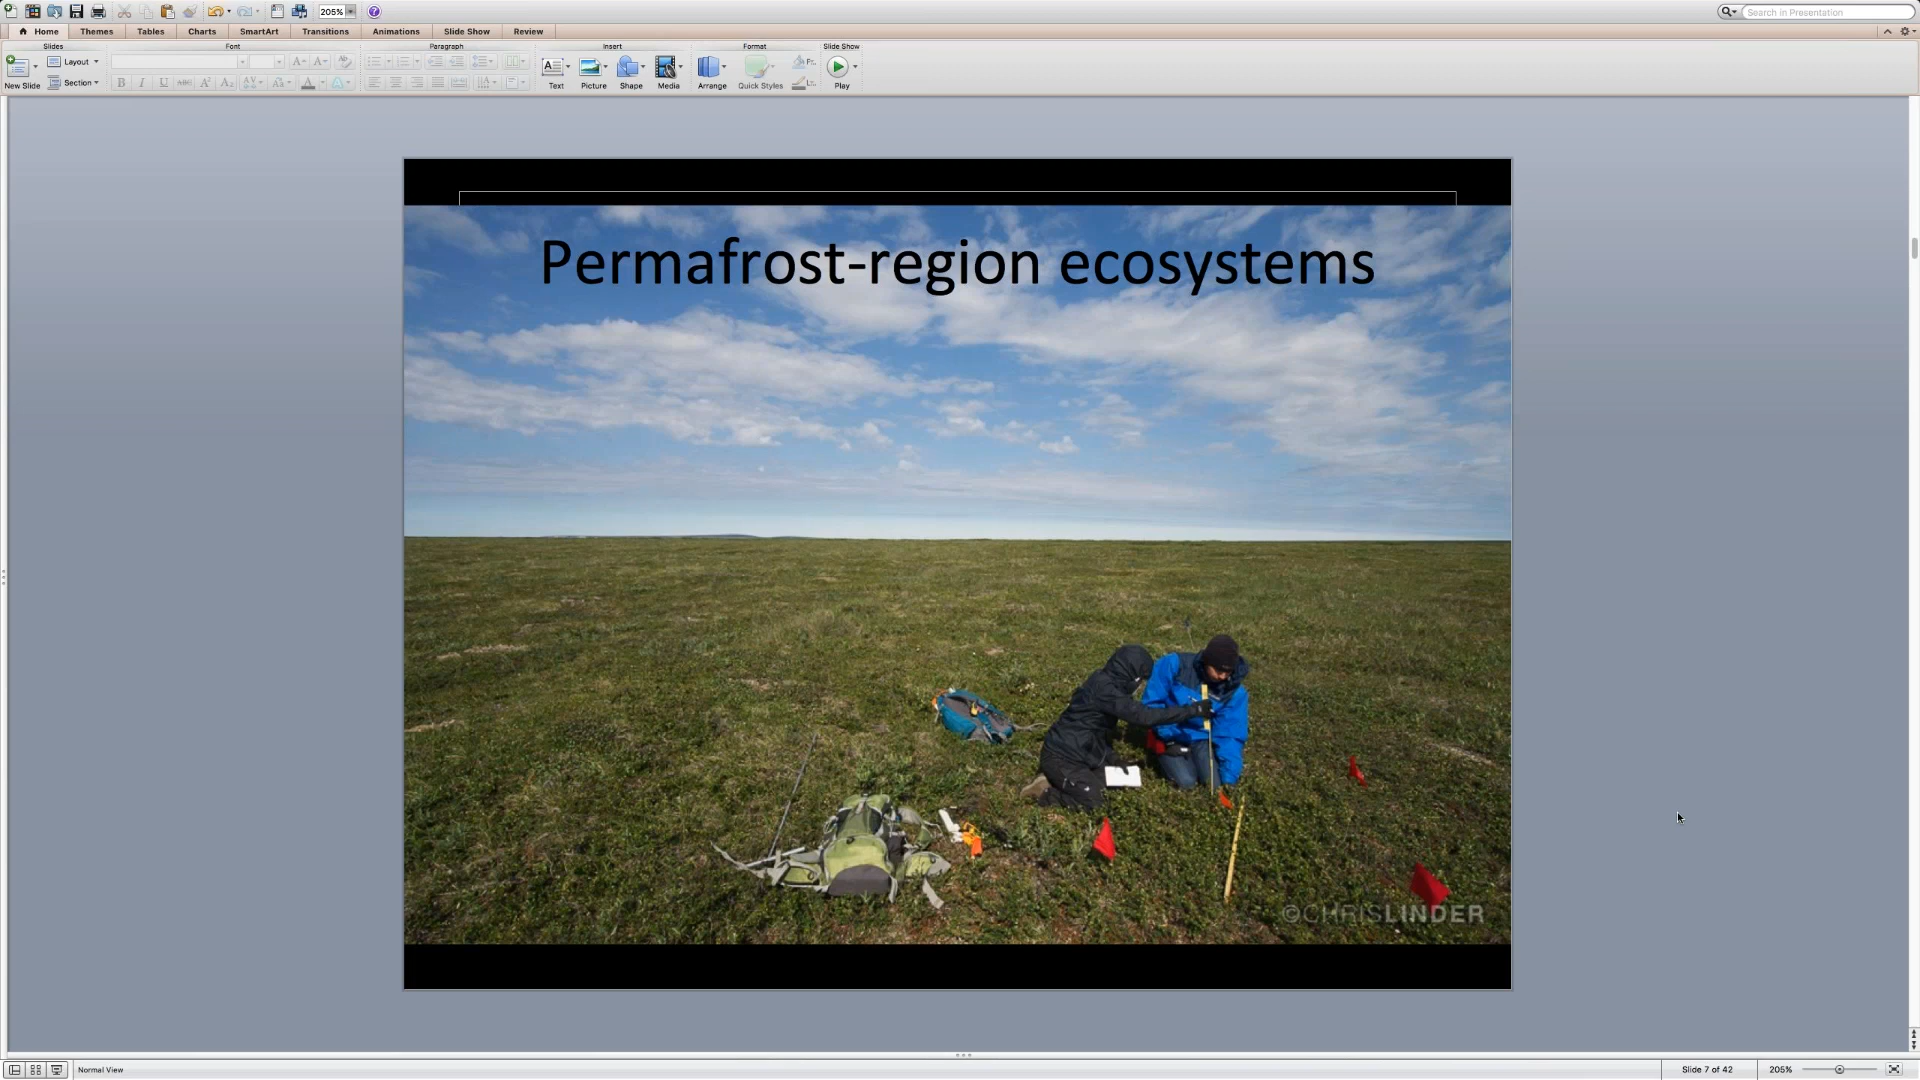 205%
Search in Presentation
Home Themes Tables Charts SmartArt Transitions Animations Slide Show Review
Slides Font Paragraph Insert Format Slide Show
New Slide Layout Section
Text Picture Shape Media Arrange Quick Styles Play
Permafrost-region ecosystems
©CHRISLINDER
Normal View Slide 7 of 42 205%